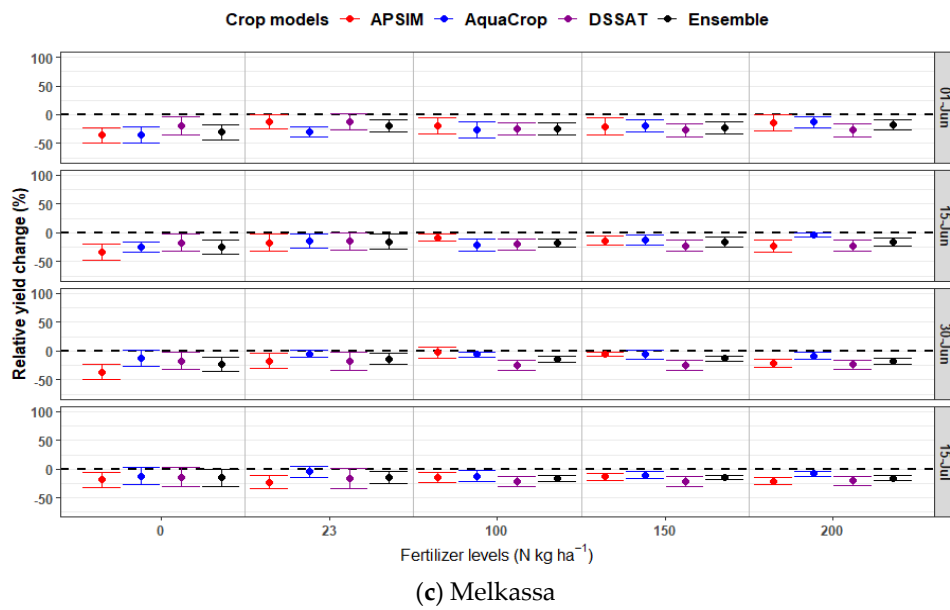 Crop models APSIM AquaCrop DSSAT Ensemble
Relative yield change (%)
100
50
0
-50
01-Jun
100
50
0
-50
15-Jun
100
50
0
-50
30-Jun
100
50
0
-50
15-Jul
0 23 100 150 200
Fertilizer levels (N kg ha⁻¹)
(c) Melkassa